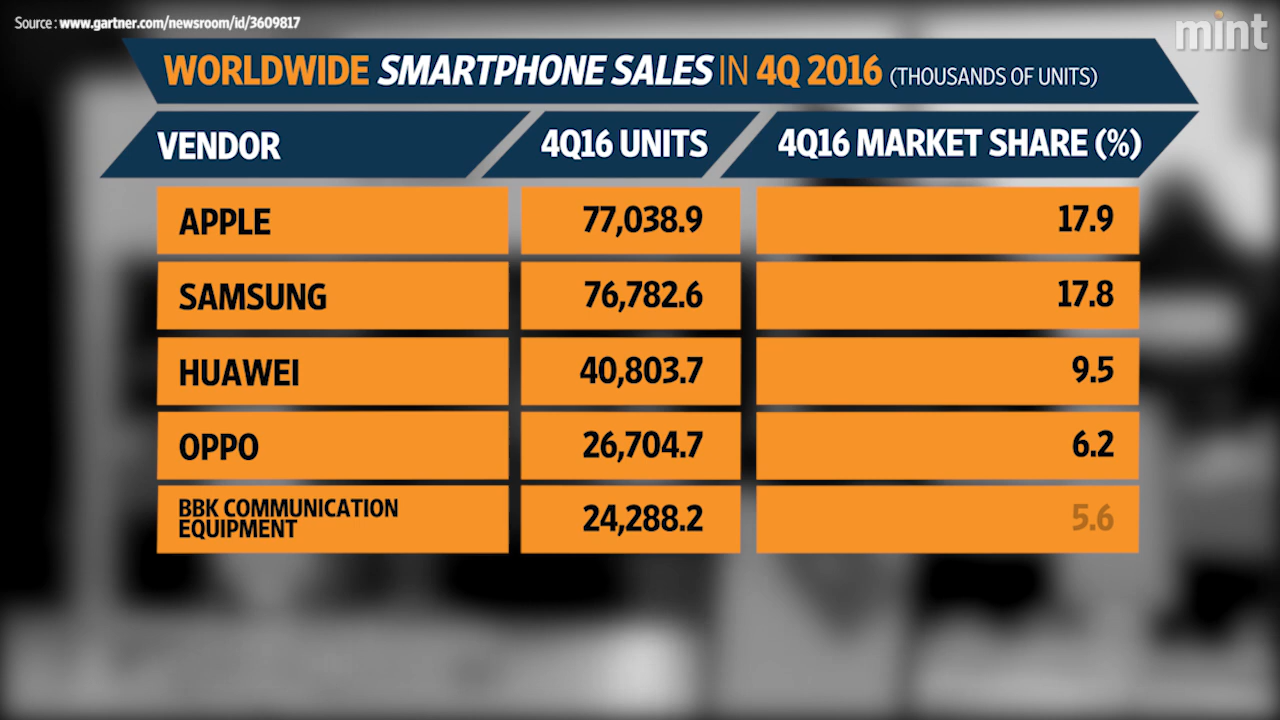 Source : www.gartner.com/newsroom/id/3609817
mint
WORLDWIDE SMARTPHONE SALES IN 4Q 2016 (THOUSANDS OF UNITS)
VENDOR 4Q16 UNITS 4Q16 MARKET SHARE (%)
APPLE 77,038.9 17.9
SAMSUNG 76,782.6 17.8
HUAWEI 40,803.7 9.5
OPPO 26,704.7 6.2
BBK COMMUNICATION
EQUIPMENT 24,288.2 5.6